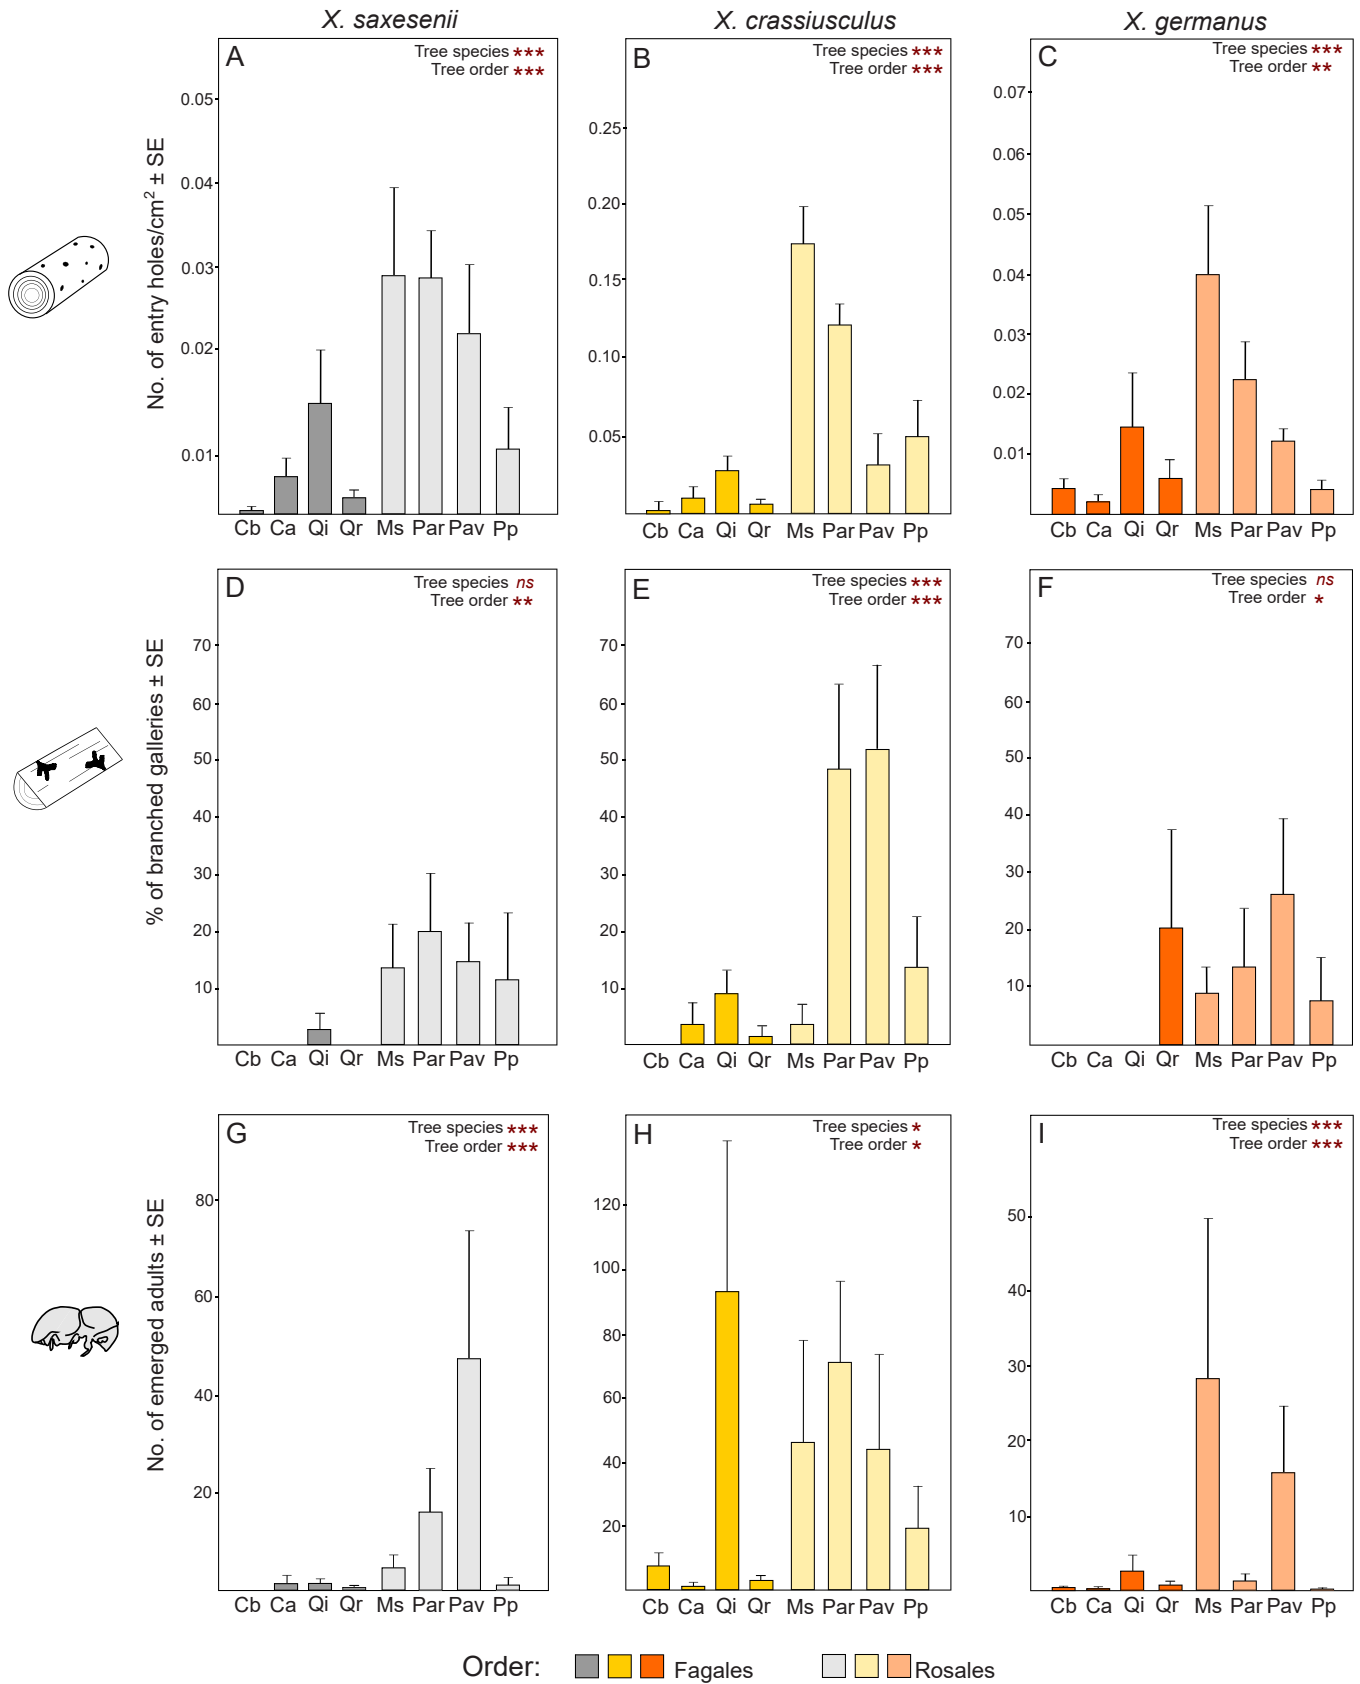 X. saxesenii
X. crassiusculus
X. germanus
No. of entry holes/cm² ± SE
A
Tree species ***
Tree order ***
0.05
0.04
0.03
0.02
0.01
Cb Ca Qi Qr Ms Par Pav Pp
B
Tree species ***
Tree order ***
0.25
0.20
0.15
0.10
0.05
Cb Ca Qi Qr Ms Par Pav Pp
C
Tree species ***
Tree order **
0.07
0.06
0.05
0.04
0.03
0.02
0.01
Cb Ca Qi Qr Ms Par Pav Pp
% of branched galleries ± SE
D
Tree species ns
Tree order **
70
60
50
40
30
20
10
Cb Ca Qi Qr Ms Par Pav Pp
E
Tree species ***
Tree order ***
70
60
50
40
30
20
10
Cb Ca Qi Qr Ms Par Pav Pp
F
Tree species ns
Tree order *
70
60
50
40
30
20
10
Cb Ca Qi Qr Ms Par Pav Pp
No. of emerged adults ± SE
G
Tree species ***
Tree order ***
80
60
40
20
Cb Ca Qi Qr Ms Par Pav Pp
H
Tree species *
Tree order *
120
100
80
60
40
20
Cb Ca Qi Qr Ms Par Pav Pp
I
Tree species ***
Tree order ***
50
40
30
20
10
Cb Ca Qi Qr Ms Par Pav Pp
Order: Fagales Rosales